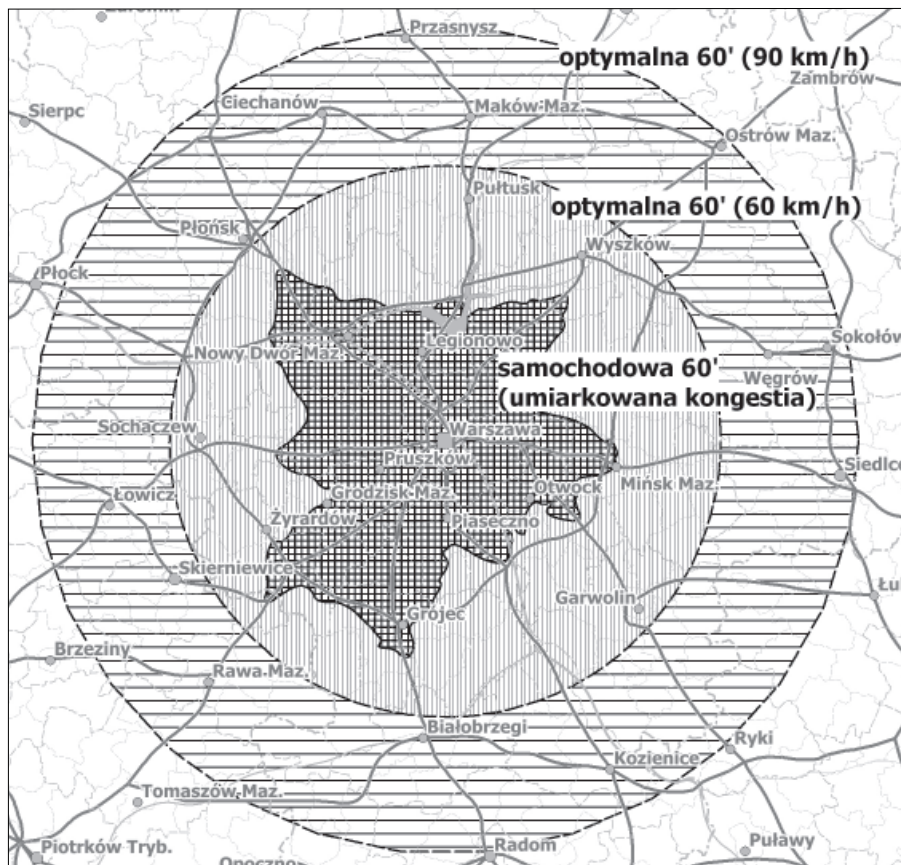 Przasnysz
optymalna 60' (90 km/h)
Zambrów
Ciechanów
Maków Maz.
Sierpc
Ostrów Maz.
Pułtusk
optymalna 60' (60 km/h)
Płońsk
Wyszków
Płock
Legionowo
Sokołów
Nowy Dwór Maz.
samochodowa 60'
Węgrów
(umiarkowana kongestia)
Sochaczew
Warszawa
Pruszków
Siedlce
Mińsk Maz.
Otwock
Grodzisk Maz.
Łowicz
Żyrardów
Piaseczno
Skierniewice
Garwolin
Grójec
Brzeziny
Rawa Maz.
Białobrzegi
Ryki
Kozienice
Tomaszów Maz.
Piotrków Tryb.
Radom
Puławy